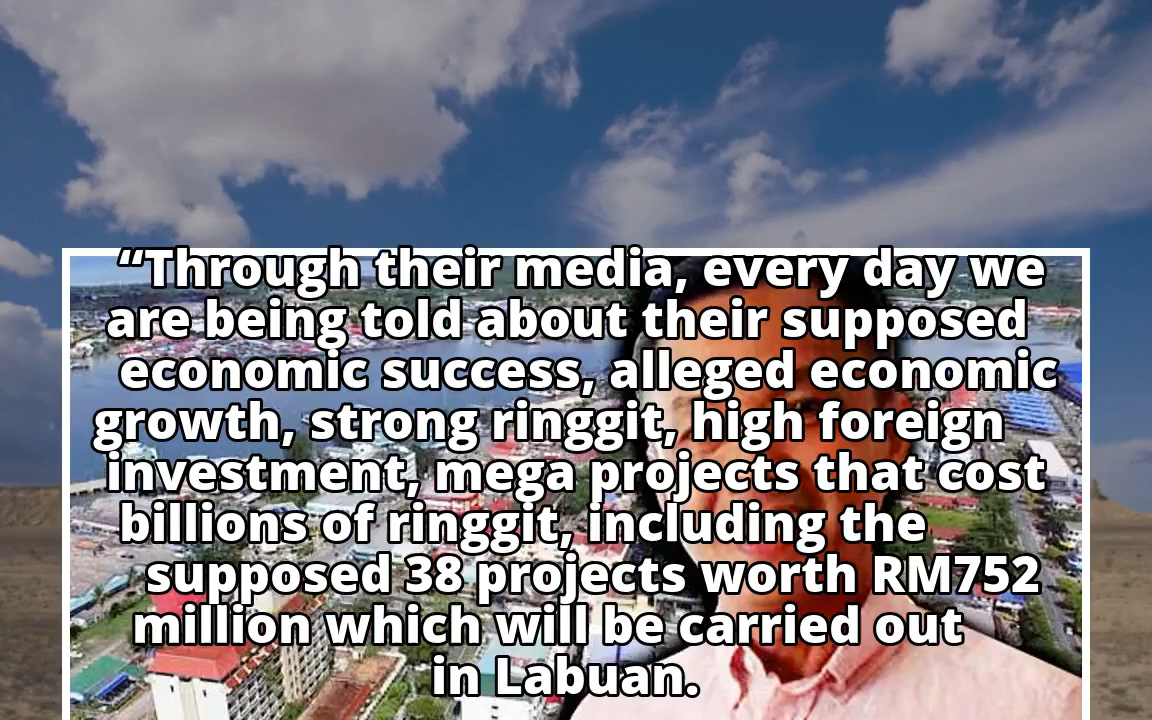 “Through their media, every day we
are being told about their supposed
economic success, alleged economic
growth, strong ringgit, high foreign
investment, mega projects that cost
billions of ringgit, including the
supposed 38 projects worth RM752
million which will be carried out
in Labuan.